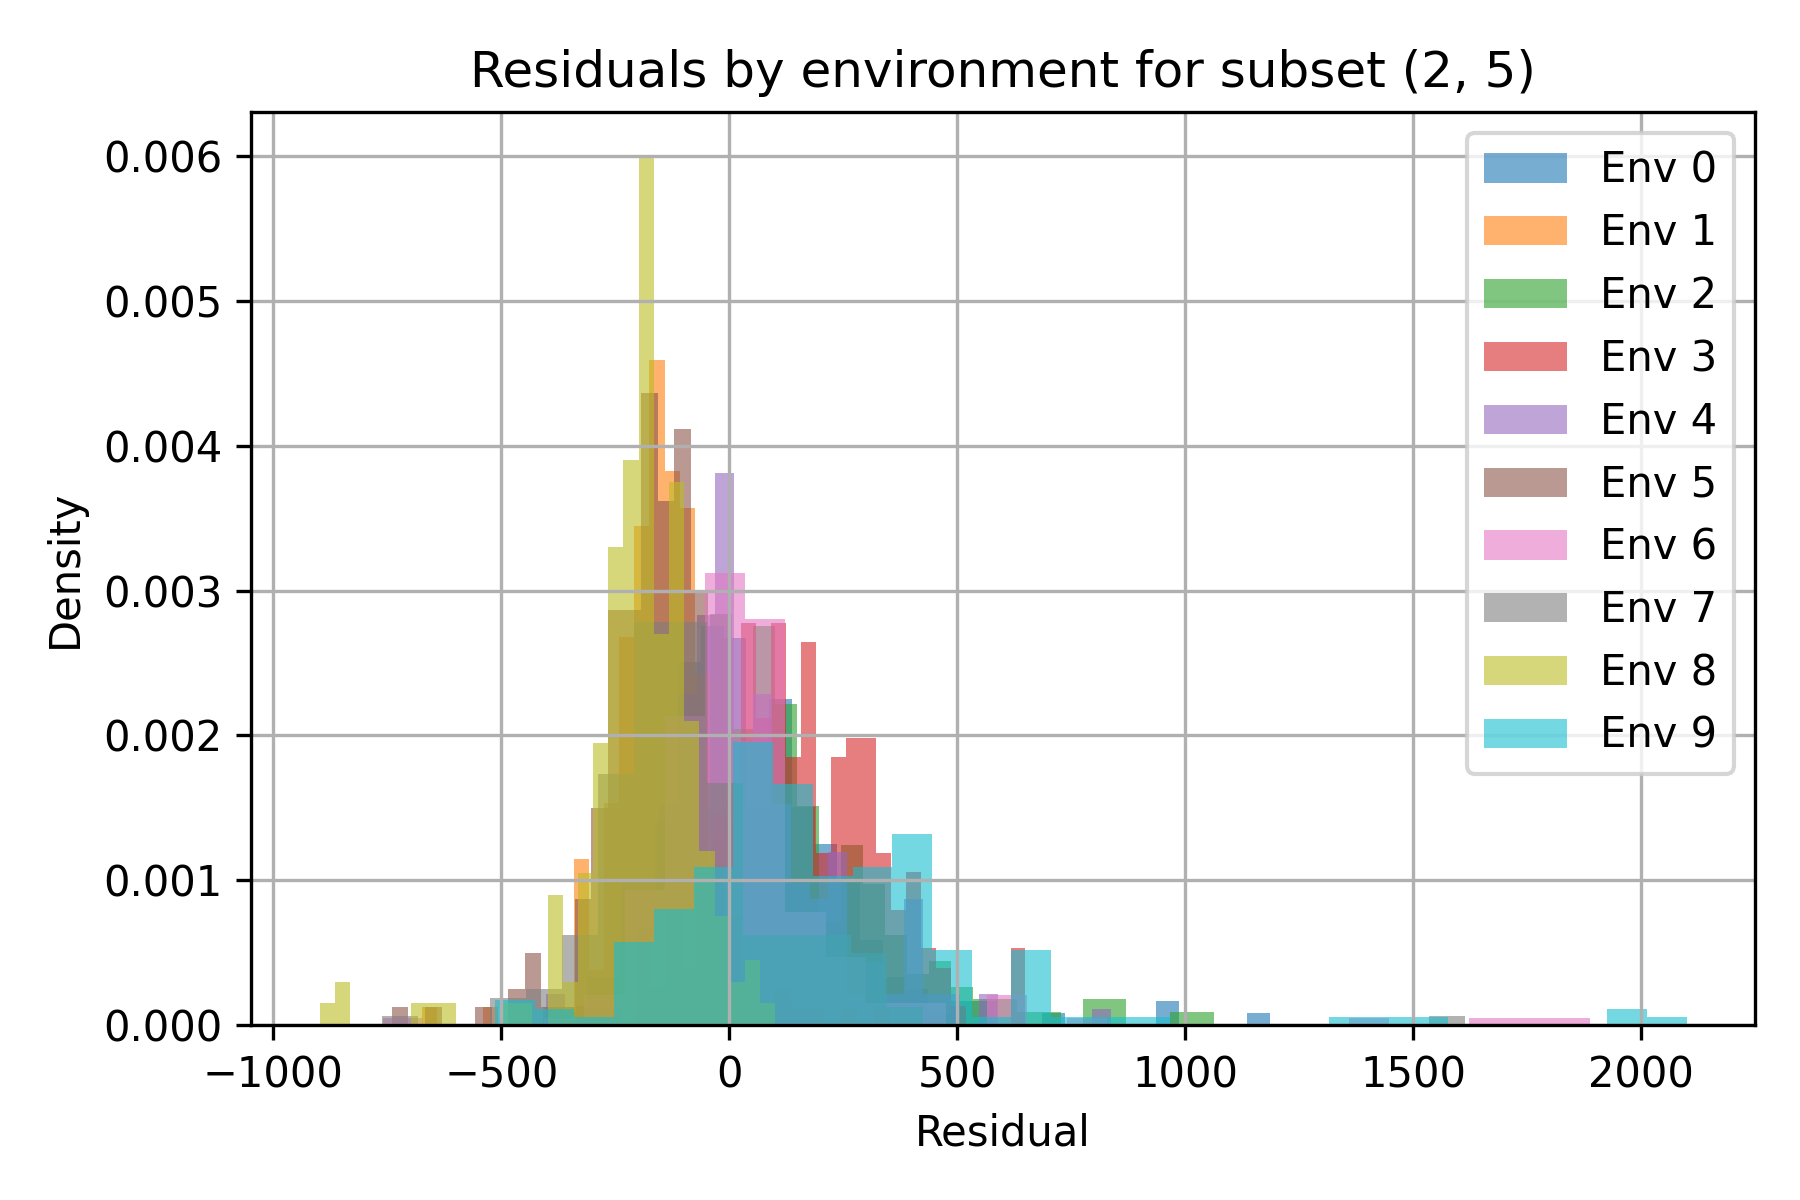 Residuals by environment for subset (2, 5)
0.006
0.005
0.004
0.003
0.002
0.001
0.000
Density
−1000
−500
0
500
1000
1500
2000
Residual
Env 0
Env 1
Env 2
Env 3
Env 4
Env 5
Env 6
Env 7
Env 8
Env 9